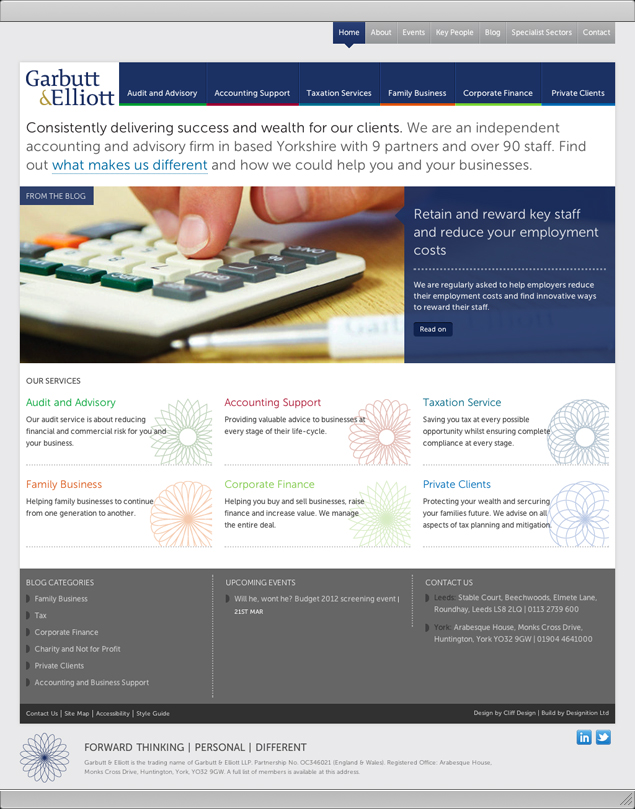 Home
About
Events
Key People
Blog
Specialist Sectors
Contact
Garbutt
&Elliott
Audit and Advisory
Accounting Support
Taxation Services
Family Business
Corporate Finance
Private Clients
Consistently delivering success and wealth for our clients. We are an independent
accounting and advisory firm in based Yorkshire with 9 partners and over 90 staff. Find
out what makes us different and how we could help you and your businesses.
FROM THE BLOG
Retain and reward key staff
and reduce your employment
costs
We are regularly asked to help employers reduce
their employment costs and find innovative ways
to reward their staff.
Read on
OUR SERVICES
Audit and Advisory
Our audit service is about reducing
financial and commercial risk for you and
your business.
Accounting Support
Providing valuable advice to businesses at
every stage of their life-cycle.
Taxation Service
Saving you tax at every possible
opportunity whilst ensuring complete
compliance at every stage.
Family Business
Helping family businesses to continue
from one generation to another.
Corporate Finance
Helping you buy and sell businesses, raise
finance and increase value. We manage
the entire deal.
Private Clients
Protecting your wealth and sercuring
your families future. We advise on all
aspects of tax planning and mitigation.
BLOG CATEGORIES
Family Business
Tax
Corporate Finance
Charity and Not for Profit
Private Clients
Accounting and Business Support
UPCOMING EVENTS
Will he, wont he? Budget 2012 screening event |
21ST MAR
CONTACT US
Leeds: Stable Court, Beechwoods, Elmete Lane,
Roundhay, Leeds LS8 2LQ | 0113 2739 600
York: Arabesque House, Monks Cross Drive,
Huntington, York YO32 9GW | 01904 4641000
Contact Us | Site Map | Accessibility | Style Guide
Design by Cliff Design | Build by Designition Ltd
FORWARD THINKING | PERSONAL | DIFFERENT
Garbutt & Elliott is the trading name of Garbutt & Elliott LLP. Partnership No. OC346021 (England & Wales). Registered Office: Arabesque House,
Monks Cross Drive, Huntington, York, YO32 9GW. A full list of members is available at this address.
in